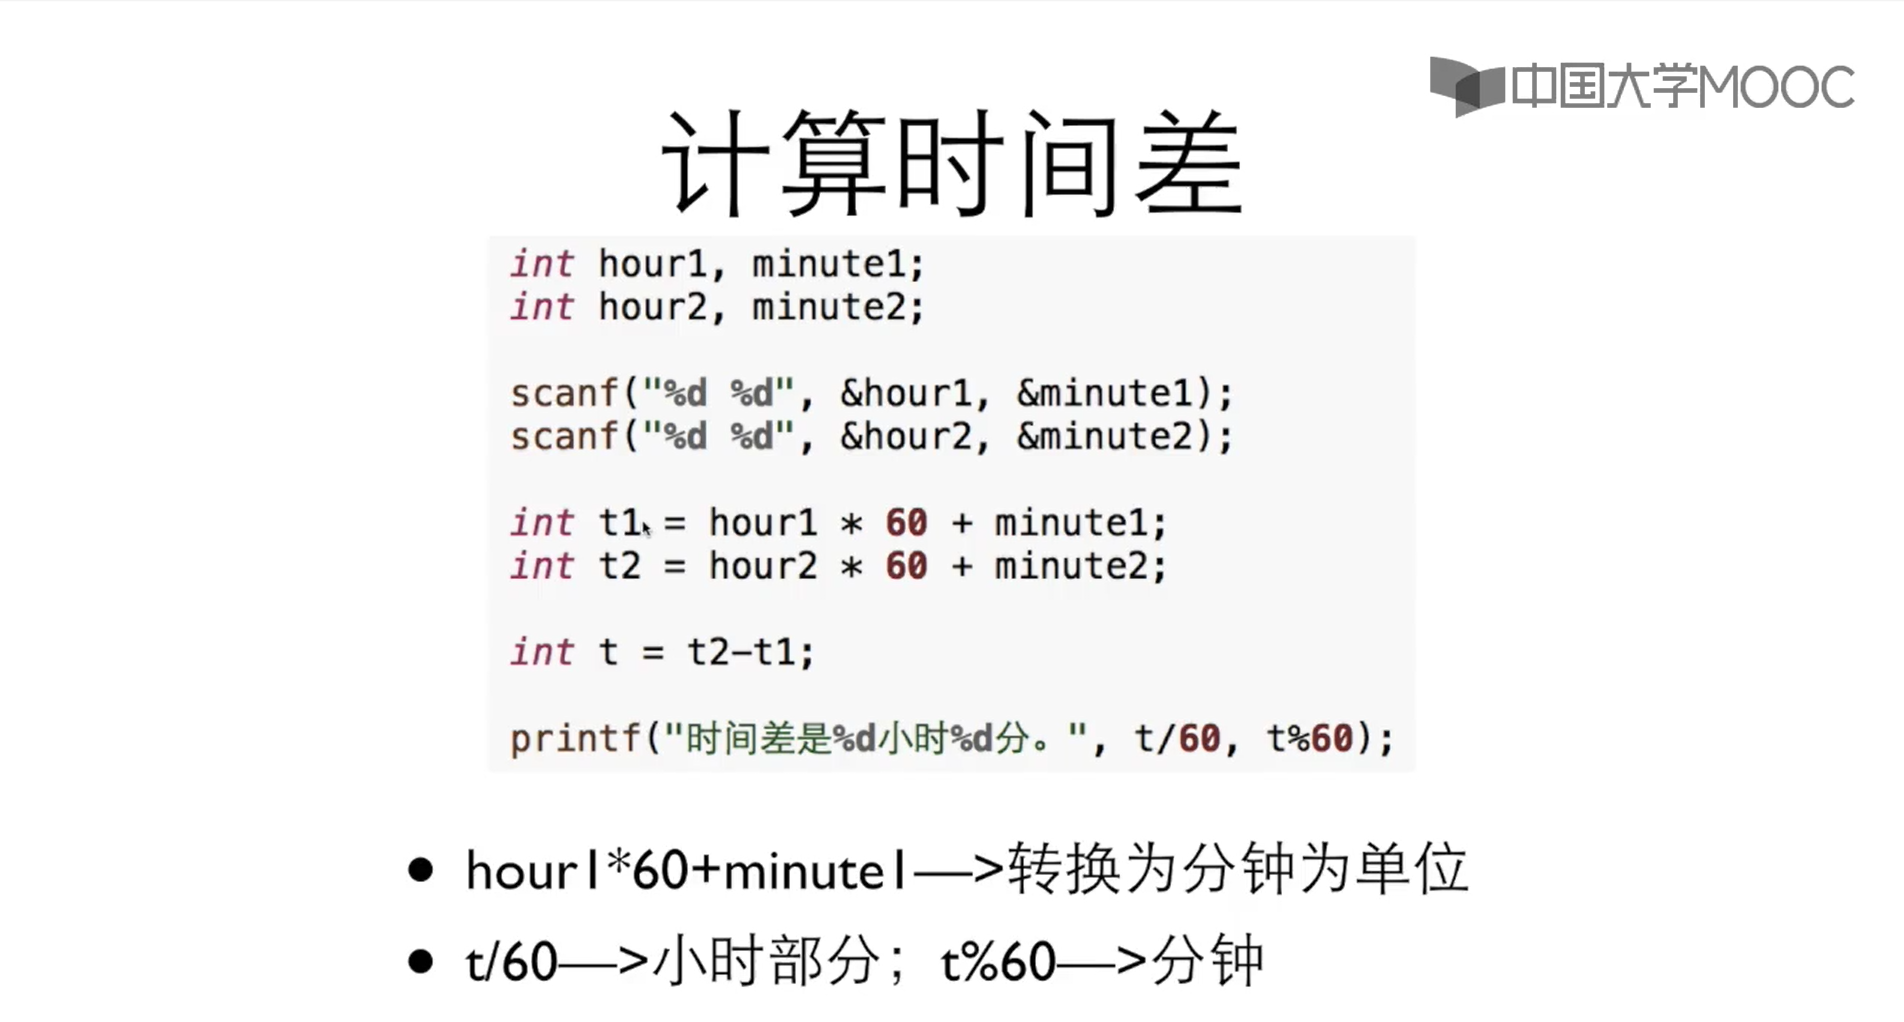 中国大学MOOC
计算时间差
int hour1, minute1;
int hour2, minute2;
scanf("%d %d", &hour1, &minute1);
scanf("%d %d", &hour2, &minute2);
int t1 = hour1 * 60 + minute1;
int t2 = hour2 * 60 + minute2;
int t = t2-t1;
printf("时间差是%d小时%d分。", t/60, t%60);
• hour1*60+minute1—>转换为分钟为单位
• t/60—>小时部分；t%60—>分钟